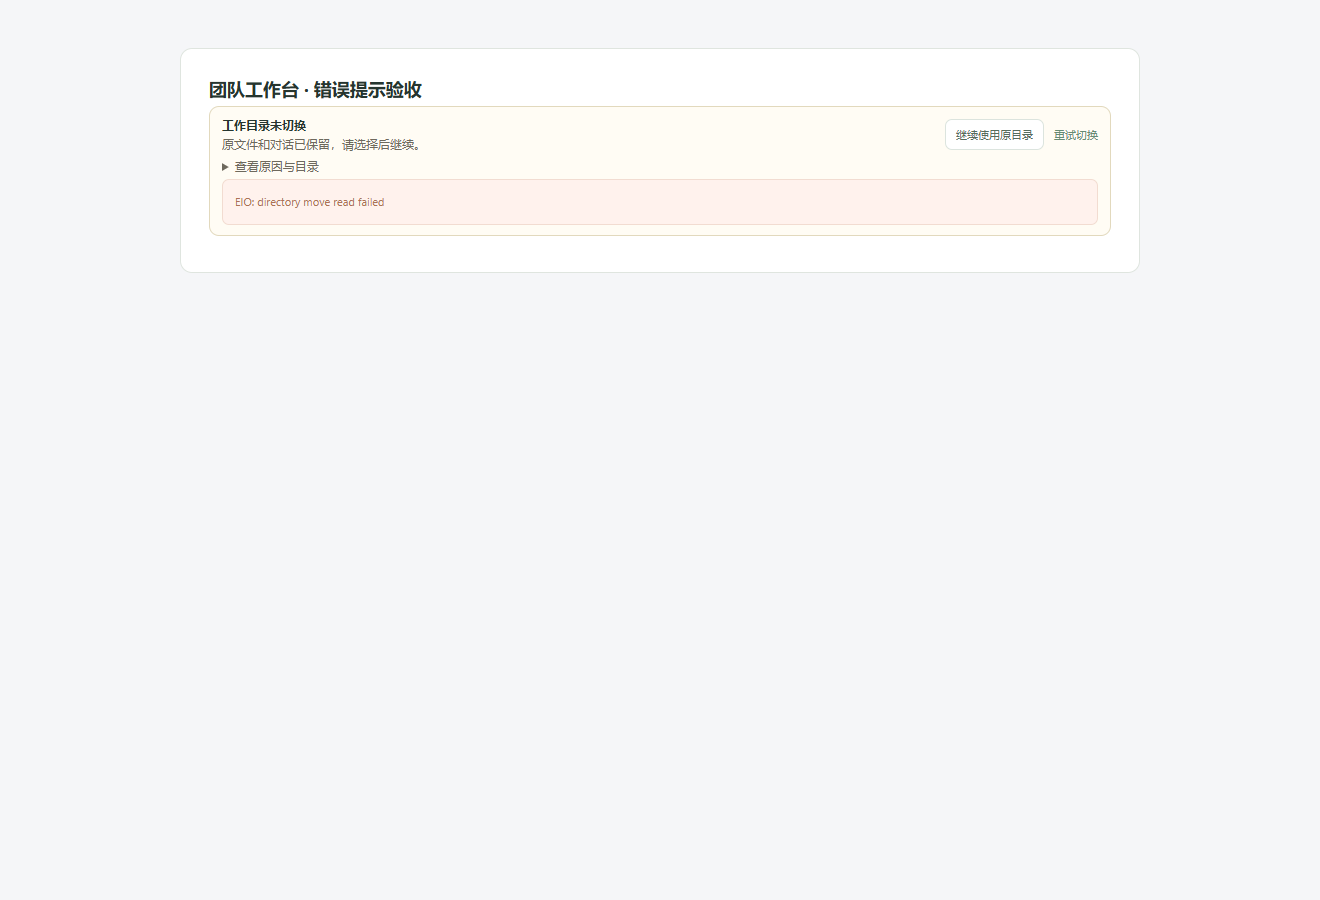 团队工作台 · 错误提示验收
工作目录未切换
原文件和对话已保留，请选择后继续。
继续使用原目录
重试切换
查看原因与目录
EIO: directory move read failed